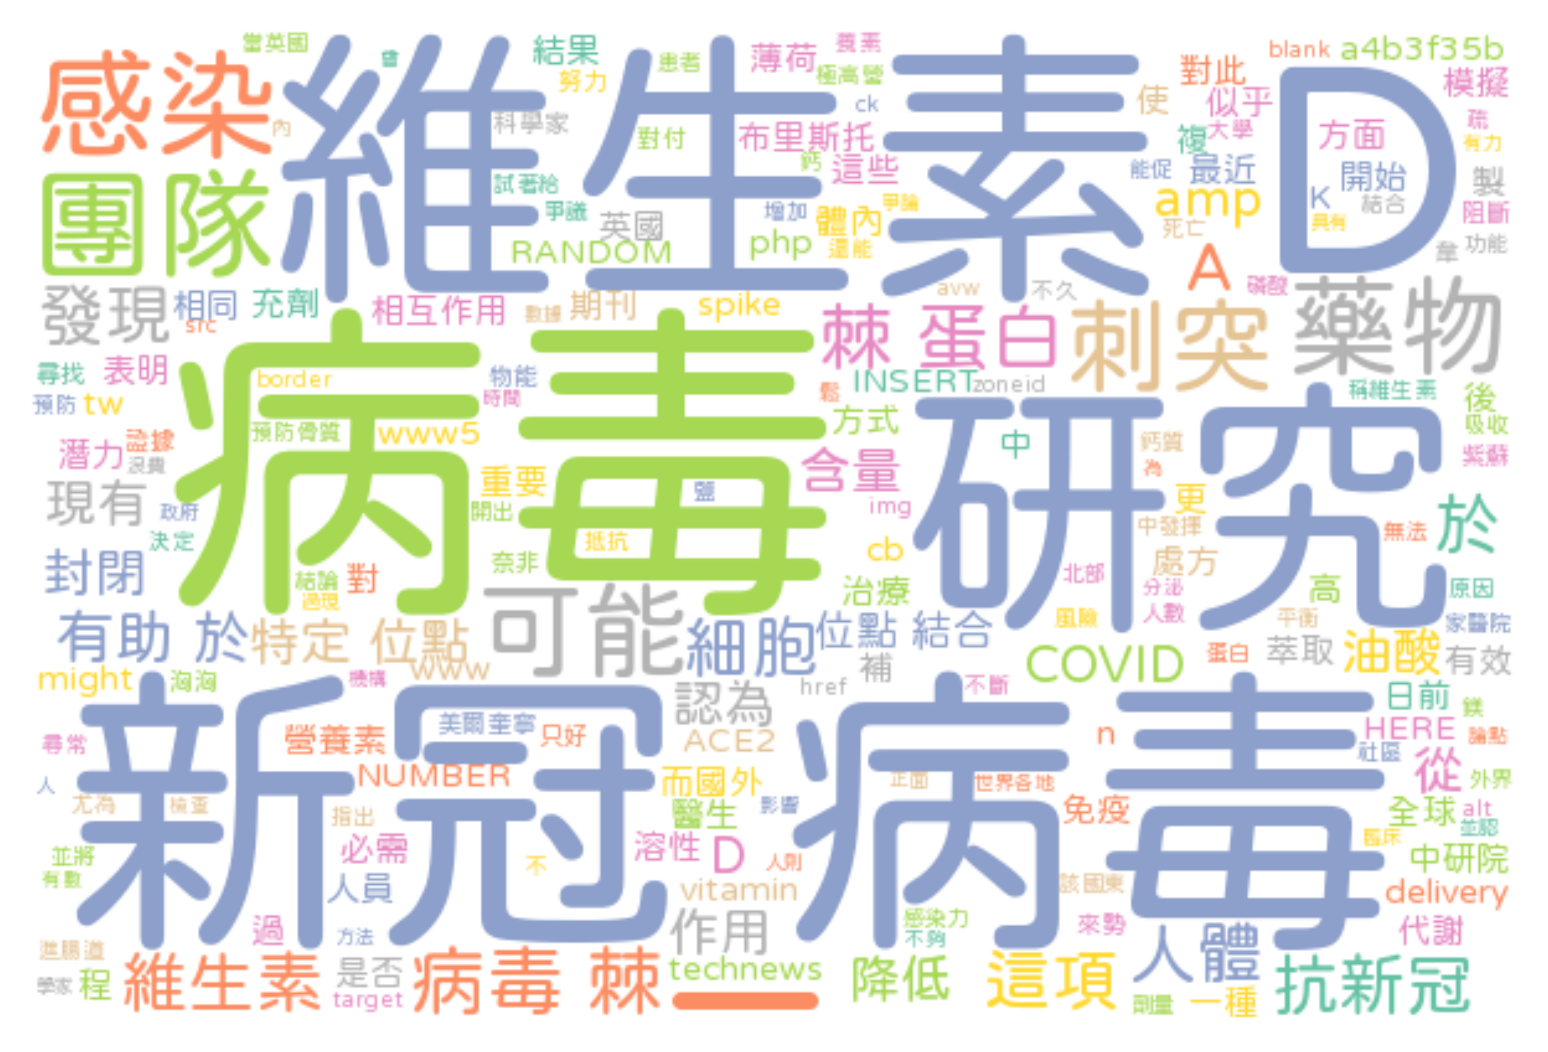 感染
當英國
會
結果
努力
患者
薄荷
養素
極高營
對此
blank
a4b3f35b
模擬
維生素 D
內
科學家
對付
布里斯托
ck
使
似乎
複
大學
方面
疏
有力
團隊
試著給
鈣
這些
能促
最近
K
開始
製
爭議
英國
增加
體內
爭論
amp
死亡
具有
結合
阻斷
RANDOM
php
還能
A
韋
功能
發現
相同
src
充劑
相互作用
數據
期刊
spike
棘 蛋白
avw
不久
刺突
磷酸
藥物
尋找
表明
border
物能
時間
INSERT
zoneid
鬆
稱維生素
預防
tw
病毒
預防骨質
www5
方式
研究
後
吸收
潛力
證據
浪費
重要
含量
中
鈣質
為
紫蘇
現有
政府
開出
鹽
img
更
中發揮
無法
於
決定
奈非
抵抗
cb
處方
封閉
結論
過現
對
可能
治療
北部
分泌
人數
高
原因
有助 於
特定 位點
細胞
位點 結合
風險
平衡
家醫院
www
補
COVID
蛋白
萃取
油酸
有效
might
洶洶
機構
認為
href
不斷
日前
鎂
新冠病毒
尋常
營養素
美爾奎寧
只好
ACE2
n
HERE
論點
社區
人
NUMBER
而國外
正面
世界各地
從
外界
尤為
檢查
指出
醫生
影響
免疫
全球
alt
並認
並將
必需
不
溶性
D
人則
臨床
中研院
有數
人員
vitamin
該國東
delivery
過
方法
作用
感染力
不夠
來勢
代謝
進腸道
學家
程
維生素
是否
target
病毒 棘
technews
一
降低
這項
人體
劑量
一種
抗新冠